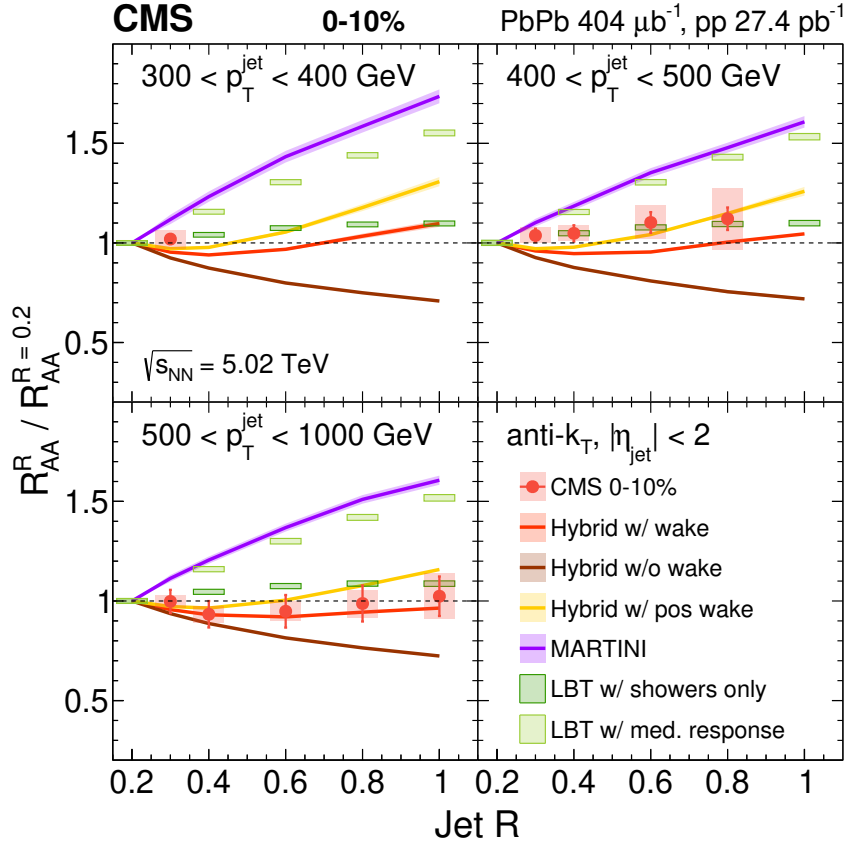 CMS 0-10% PbPb 404 μb⁻¹, pp 27.4 pb⁻¹
300 < p_T^jet < 400 GeV
400 < p_T^jet < 500 GeV
1.5
1
0.5
√s_NN = 5.02 TeV
R_AA^R / R_AA^{R = 0.2}
500 < p_T^jet < 1000 GeV
anti-k_T, |η_jet| < 2
CMS 0-10%
Hybrid w/ wake
Hybrid w/o wake
Hybrid w/ pos wake
MARTINI
LBT w/ showers only
LBT w/ med. response
1.5
1
0.5
0.2 0.4 0.6 0.8 1 0.2 0.4 0.6 0.8 1
Jet R